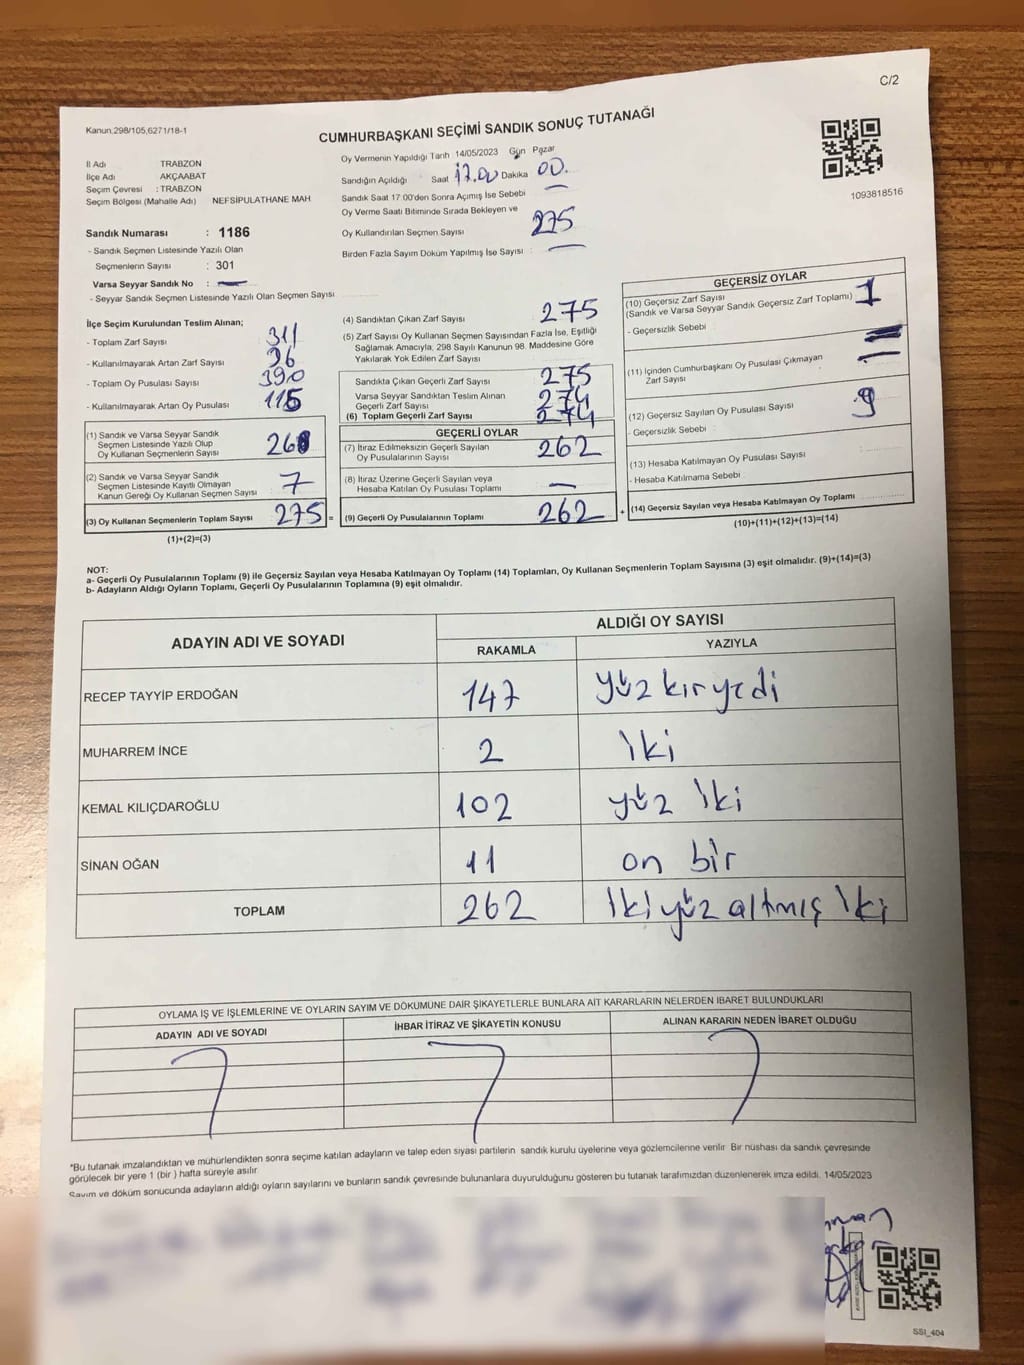 C/2
Kanun,298/105,6271/18-1
CUMHURBAŞKANI SEÇİMİ SANDIK SONUÇ TUTANAĞI
İl Adı TRABZON
İlçe Adı AKÇAABAT
Seçim Çevresi : TRABZON
Seçim Bölgesi (Mahalle Adı) NEFSİPULATHANE MAH
Sandık Numarası : 1186
- Sandık Seçmen Listesinde Yazılı Olan
Seçmenlerin Sayısı : 301
Varsa Seyyar Sandık No : —
- Seyyar Sandık Seçmen Listesinde Yazılı Olan Seçmen Sayısı
Oy Vermenin Yapıldığı Tarih 14/05/2023 Gün Pazar
Sandığın Açıldığı Saat 17.00 Dakika 00.
Sandık Saat 17:00'den Sonra Açımış İse Sebebi —
Oy Verme Saati Bitiminde Sırada Bekleyen ve
Oy Kullandırılan Seçmen Sayısı 275
Birden Fazla Sayım Döküm Yapılmış İse Sayısı : —
1093818516
İlçe Seçim Kurulundan Teslim Alınan;
- Toplam Zarf Sayısı 311
- Kullanılmayarak Artan Zarf Sayısı 36
- Toplam Oy Pusulası Sayısı 390
- Kullanılmayarak Artan Oy Pusulası 115
(1) Sandık ve Varsa Seyyar Sandık
Seçmen Listesinde Yazılı Olup
Oy Kullanan Seçmenlerin Sayısı 268
(2) Sandık ve Varsa Seyyar Sandık
Seçmen Listesinde Kayıtlı Olmayan
Kanun Gereği Oy Kullanan Seçmen Sayısı 7
(3) Oy Kullanan Seçmenlerin Toplam Sayısı 275 =
(1)+(2)=(3)
(4) Sandıktan Çıkan Zarf Sayısı 275
(5) Zarf Sayısı Oy Kullanan Seçmen Sayısından Fazla İse, Eşitliği
Sağlamak Amacıyla, 298 Sayılı Kanunun 98. Maddesine Göre
Yakılarak Yok Edilen Zarf Sayısı
Sandıkta Çıkan Geçerli Zarf Sayısı 275
Varsa Seyyar Sandıktan Teslim Alınan
Geçerli Zarf Sayısı 274
(6) Toplam Geçerli Zarf Sayısı 274
GEÇERLİ OYLAR
(7) İtiraz Edilmeksizin Geçerli Sayılan
Oy Pusulalarının Sayısı 262
(8) İtiraz Üzerine Geçerli Sayılan veya
Hesaba Katılan Oy Pusulası Toplamı —
(9) Geçerli Oy Pusulalarının Toplamı 262 +
GEÇERSİZ OYLAR
(10) Geçersiz Zarf Sayısı
(Sandık ve Varsa Seyyar Sandık Geçersiz Zarf Toplamı) 1
- Geçersizlik Sebebi
(11) İçinden Cumhurbaşkanı Oy Pusulası Çıkmayan
Zarf Sayısı —
(12) Geçersiz Sayılan Oy Pusulası Sayısı 9
- Geçersizlik Sebebi
(13) Hesaba Katılmayan Oy Pusulası Sayısı
- Hesaba Katılmama Sebebi
(14) Geçersiz Sayılan veya Hesaba Katılmayan Oy Toplamı
(10)+(11)+(12)+(13)=(14)
NOT:
a- Geçerli Oy Pusulalarının Toplamı (9) ile Geçersiz Sayılan veya Hesaba Katılmayan Oy Toplamı (14) Toplamları, Oy Kullanan Seçmenlerin Toplam Sayısına (3) eşit olmalıdır. (9)+(14)=(3)
b- Adayların Aldığı Oyların Toplamı, Geçerli Oy Pusulalarının Toplamına (9) eşit olmalıdır.
ADAYIN ADI VE SOYADI
ALDIĞI OY SAYISI
RAKAMLA YAZIYLA
RECEP TAYYİP ERDOĞAN 147 yüz kır yedi
MUHARREM İNCE 2 iki
KEMAL KILIÇDAROĞLU 102 yüz iki
SİNAN OĞAN 11 on bir
TOPLAM 262 iki yüz altmış iki
OYLAMA İŞ VE İŞLEMLERİNE VE OYLARIN SAYIM VE DÖKÜMÜNE DAİR ŞİKAYETLERLE BUNLARA AİT KARARLARIN NELERDEN İBARET BULUNDUKLARI
ADAYIN ADI VE SOYADI İHBAR İTİRAZ VE ŞİKAYETİN KONUSU ALINAN KARARIN NEDEN İBARET OLDUĞU
*Bu tutanak imzalandıktan ve mühürlendikten sonra seçime katılan adayların ve talep eden siyasi partilerin sandık kurulu üyelerine veya gözlemcilerine verilir. Bir nüshası da sandık çevresinde
görülecek bir yere 1 (bir ) hafta süreyle asılır.
Sayım ve döküm sonucunda adayların aldığı oyların sayılarını ve bunların sandık çevresinde bulunanlara duyurulduğunu gösteren bu tutanak tarafımızdan düzenlenerek imza edildi. 14/05/2023
SSI_404